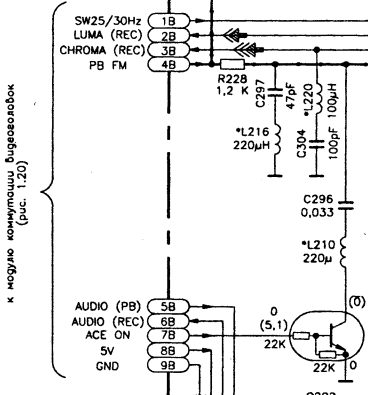 SW25/30Hz 1B
LUMA (REC) 2B
CHROMA (REC) 3B
PB FM 4B
R228
1,2 K
C297
47pF
*L216
220μH
*L220
100μH
C304
100pF
C296
0,033
*L210
220μ
к модулю коммутации видеоголовок
(рис. 1.20)
AUDIO (PB) 5B
AUDIO (REC) 6B
ACE ON 7B
5V 8B
GND 9B
0
(5,1)
22K
22K
(0)
0